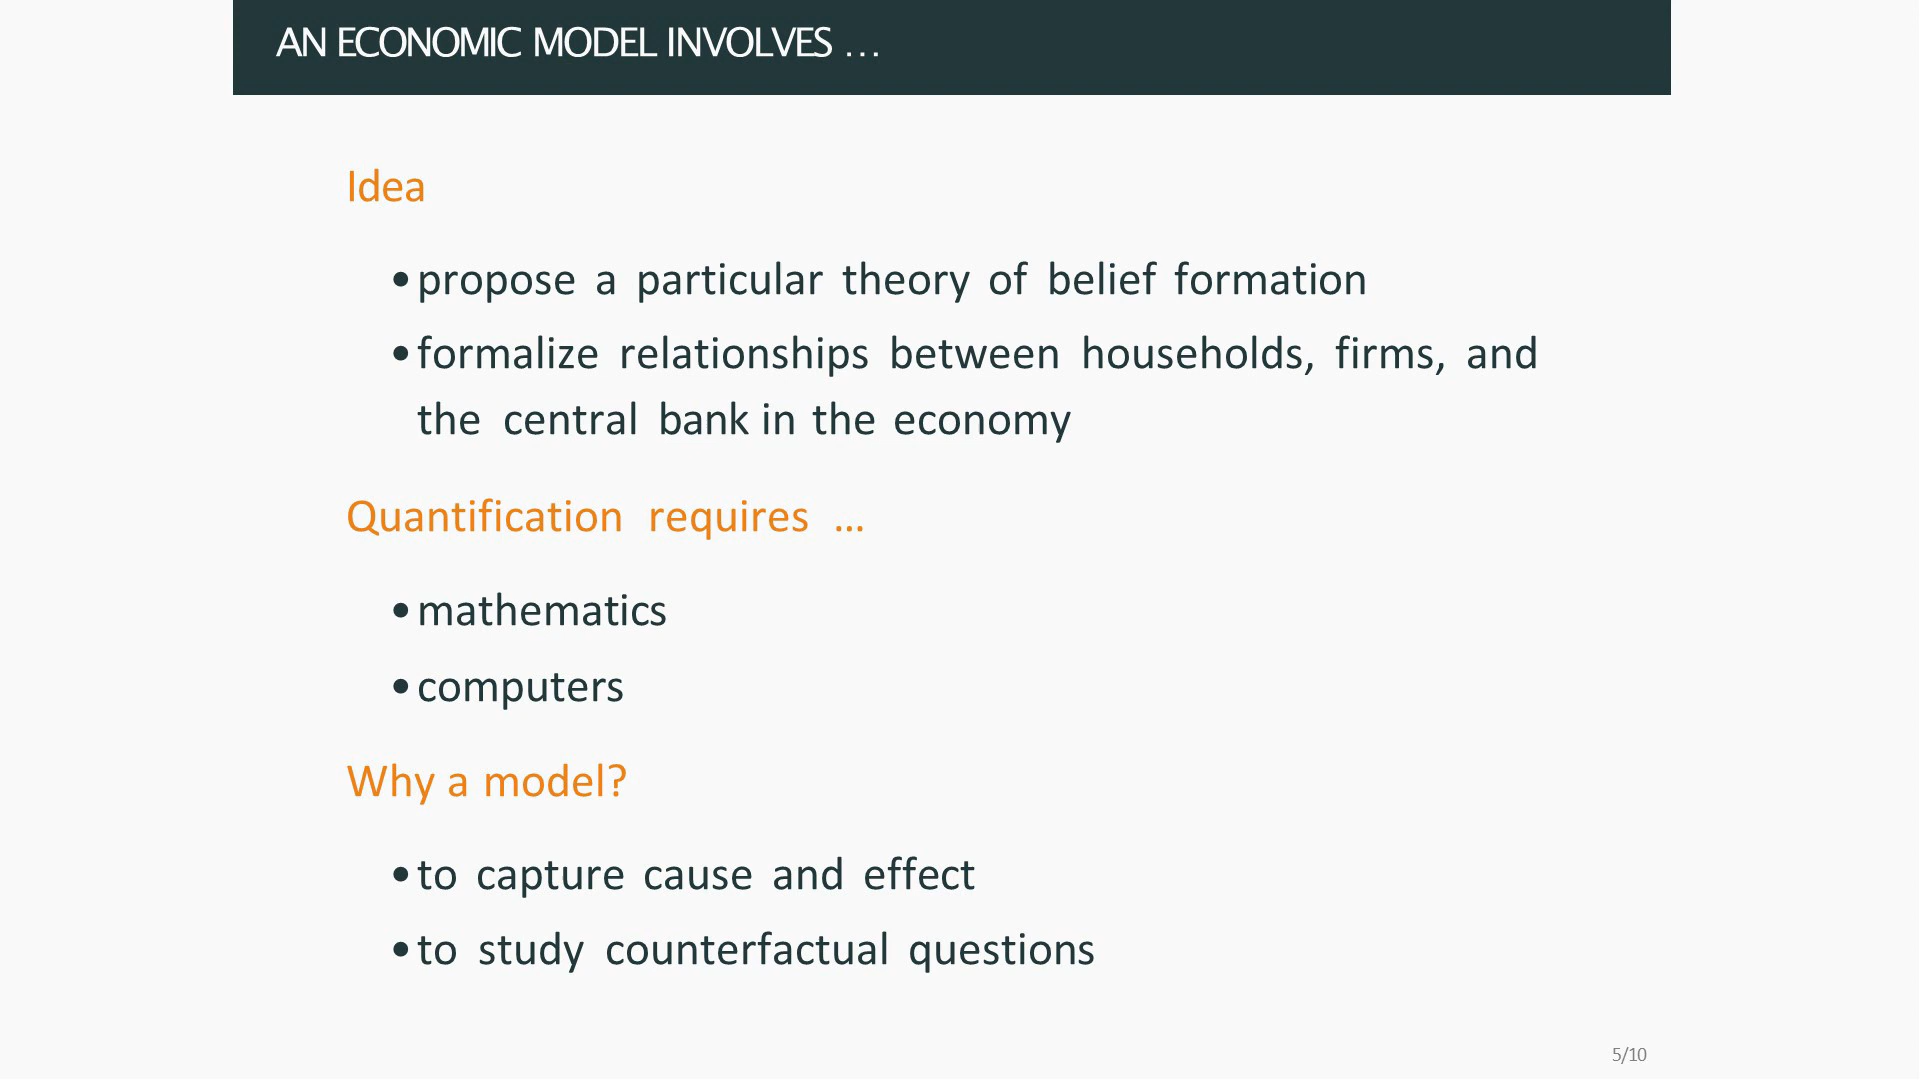 AN ECONOMIC MODEL INVOLVES …
Idea
•propose a particular theory of belief formation
•formalize relationships between households, firms, and
the central bank in the economy
Quantification requires …
•mathematics
•computers
Why a model?
•to capture cause and effect
•to study counterfactual questions
5/10